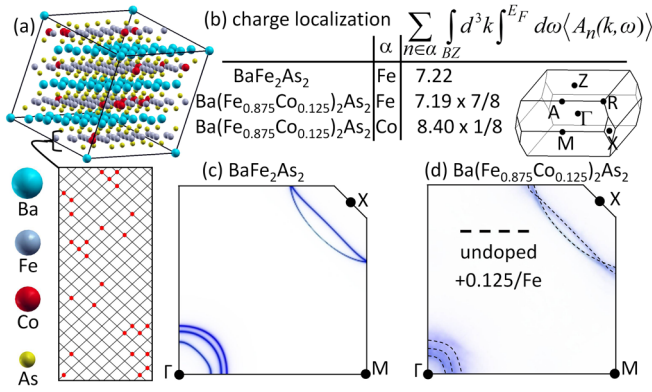 (a)
(b) charge localization ∑ n∈α ∫ BZ d³k ∫ E_F dω⟨A_n(k,ω)⟩
α
BaFe₂As₂ Fe 7.22
Ba(Fe₀.₈₇₅Co₀.₁₂₅)₂As₂ Fe 7.19 x 7/8
Ba(Fe₀.₈₇₅Co₀.₁₂₅)₂As₂ Co 8.40 x 1/8
Z
A
R
Γ
M
X
Ba
Fe
Co
As
(c) BaFe₂As₂
X
Γ
M
(d) Ba(Fe₀.₈₇₅Co₀.₁₂₅)₂As₂
X
undoped
+0.125/Fe
Γ
M